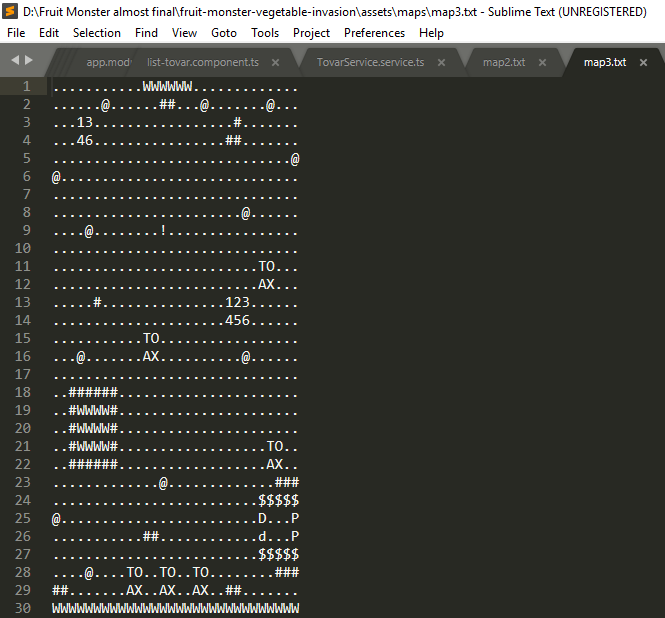 D:\Fruit Monster almost final\fruit-monster-vegetable-invasion\assets\maps\map3.txt - Sublime Text (UNREGISTERED)
File Edit Selection Find View Goto Tools Project Preferences Help
app.mod list-tovar.component.ts TovarService.service.ts map2.txt map3.txt
1 ...........WWWWWW.............
2 ......@......##...@.......@...
3 ...13.................#.......
4 ...46................##.......
5 .............................@
6 @.............................
7 ..............................
8 .......................@......
9 ....@........!................
10 ..............................
11 .........................TO...
12 .........................AX...
13 .....#...............123......
14 .....................456......
15 ...........TO.................
16 ...@.......AX..........@......
17 ..............................
18 ..######......................
19 ..#WWWW#......................
20 ..#WWWW#......................
21 ..#WWWW#..................TO..
22 ..######..................AX..
23 .............@.............###
24 .........................$$$$$
25 @........................D...P
26 ...........##............d...P
27 .........................$$$$$
28 ....@....TO..TO..TO........###
29 ##.......AX..AX..AX..##.......
30 WWWWWWWWWWWWWWWWWWWWWWWWWWWWWW